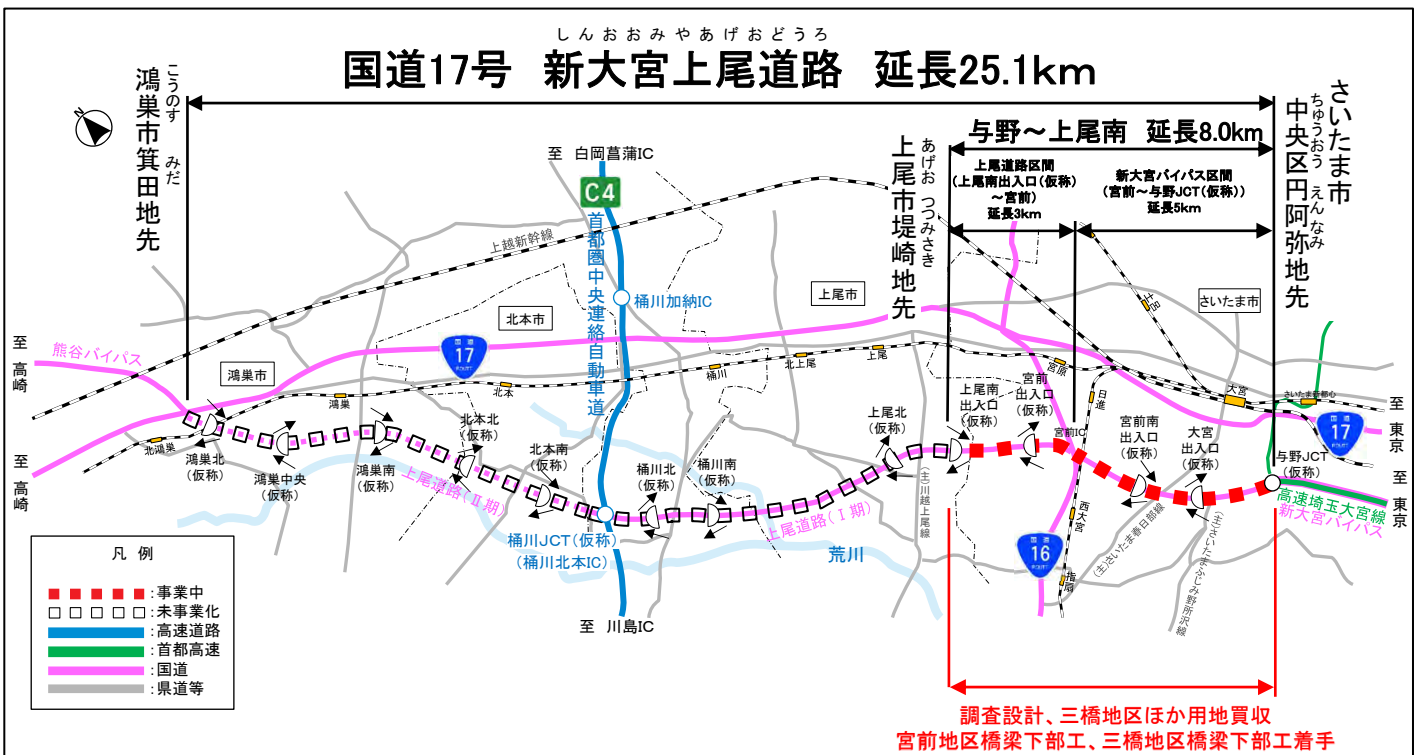 しんおおみやあげおどうろ
国道17号 新大宮上尾道路 延長25.1km
こうのす みだ
鴻巣市箕田地先
さいたま市
ちゅうおう えんなみ
中央区円阿弥地先
N
与野～上尾南 延長8.0km
あげお つつみさき
上尾市堤崎地先
上尾道路区間
(上尾南出入口(仮称)
～宮前)
延長3km
新大宮バイパス区間
(宮前～与野JCT(仮称))
延長5km
至 白岡菖蒲IC
C4
首都圏中央連絡自動車道
上越新幹線
桶川加納IC
上尾市
北本市
さいたま市
鴻巣市
土呂
至 高崎
熊谷バイパス
国道
17
ROUTE
鴻巣
北本
桶川
北上尾
上尾
宮原
日進
大宮
さいたま新都心
至 東京
国道
17
ROUTE
至 高崎
北鴻巣
鴻巣北
(仮称)
鴻巣中央
(仮称)
鴻巣南
(仮称)
北本北
(仮称)
北本南
(仮称)
上尾道路(Ⅱ期)
桶川JCT(仮称)
(桶川北本IC)
桶川北
(仮称)
桶川南
(仮称)
上尾道路(Ⅰ期)
上尾北
(仮称)
(主)川越上尾線
上尾南
出入口
(仮称)
宮前
出入口
(仮称)
宮前IC
宮前南
出入口
(仮称)
大宮
出入口
(仮称)
与野JCT
(仮称)
高速埼玉大宮線
新大宮バイパス
至 東京
西大宮
指扇
国道
16
ROUTE
(主)さいたま春日部線
(主)さいたまふじみ野所沢線
荒川
至 川島IC
凡 例
:事業中
:未事業化
:高速道路
:首都高速
:国道
:県道等
調査設計、三橋地区ほか用地買収
宮前地区橋梁下部工、三橋地区橋梁下部工着手